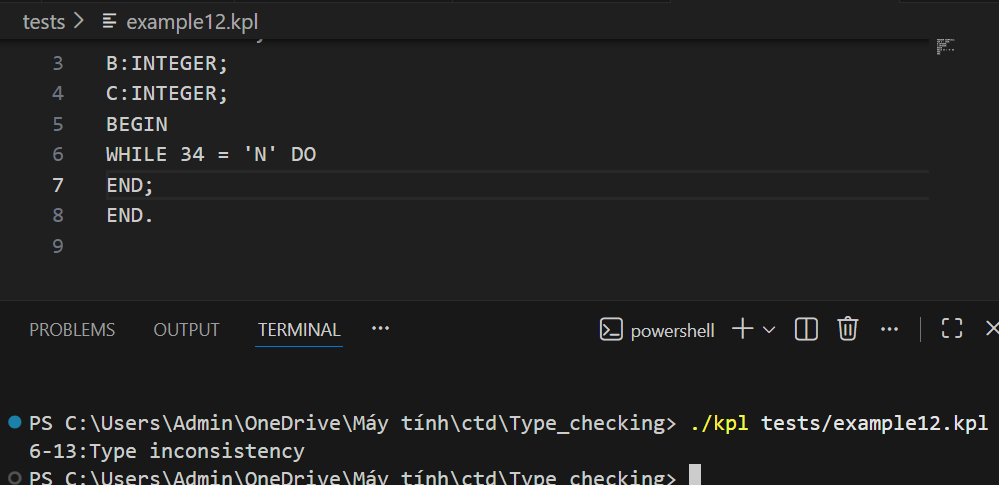 tests > example12.kpl
3 B:INTEGER;
4 C:INTEGER;
5 BEGIN
6 WHILE 34 = 'N' DO
7 END;
8 END.
9
PROBLEMS OUTPUT TERMINAL ... powershell
PS C:\Users\Admin\OneDrive\Máy tính\ctd\Type_checking> ./kpl tests/example12.kpl
6-13:Type inconsistency
PS C:\Users\Admin\OneDrive\Máy tính\ctd\Type_checking>